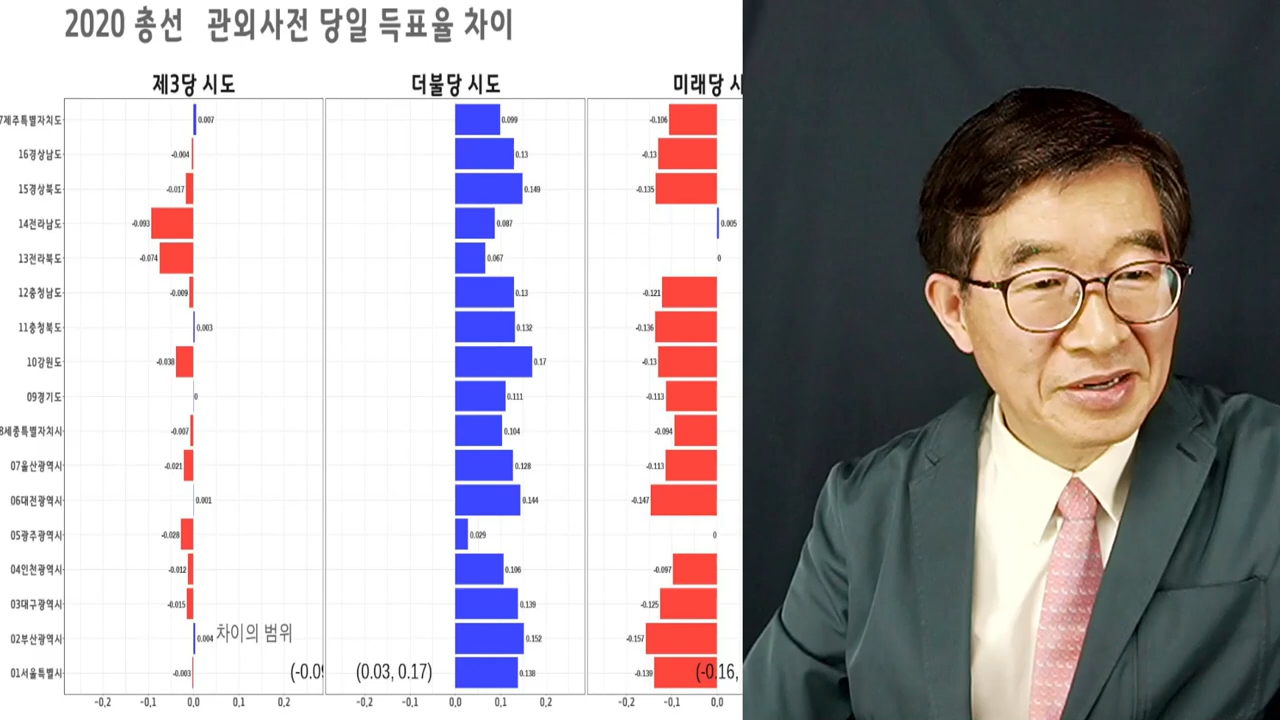 2020 총선 관외사전 당일 득표율 차이
제3당 시도 더불당 시도 미래당 시
7제주특별자치도 0.007 0.099 -0.106
16경상남도 -0.004 0.13 -0.13
15경상북도 -0.017 0.149 -0.135
14전라남도 -0.093 0.087 0.005
13전라북도 -0.074 0.067 0
12충청남도 -0.009 0.13 -0.121
11충청북도 0.003 0.132 -0.136
10강원도 -0.038 0.17 -0.13
09경기도 0 0.111 -0.113
8세종특별자치시 -0.007 0.104 -0.094
07울산광역시 -0.021 0.128 -0.113
06대전광역시 0.001 0.144 -0.147
05광주광역시 -0.028 0.029 0
04인천광역시 -0.012 0.106 -0.097
03대구광역시 -0.015 0.139 -0.125
02부산광역시 0.004 차이의 범위 0.152 -0.157
01서울특별시 -0.003 (-0.09 (0.03, 0.17) 0.138 -0.139 (-0.16,
-0.2 -0.1 0.0 0.1 0.2 -0.2 -0.1 0.0 0.1 0.2 -0.2 -0.1 0.0